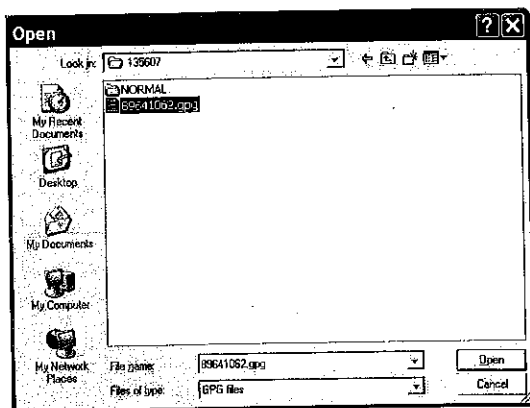 Open
Look in: 135607
NORMAL
89641062.gpg
My Recent
Documents
Desktop
My Documents
My Computer
My Network
Places
File name: 89641062.gpg
Open
Files of type: GPG files
Cancel